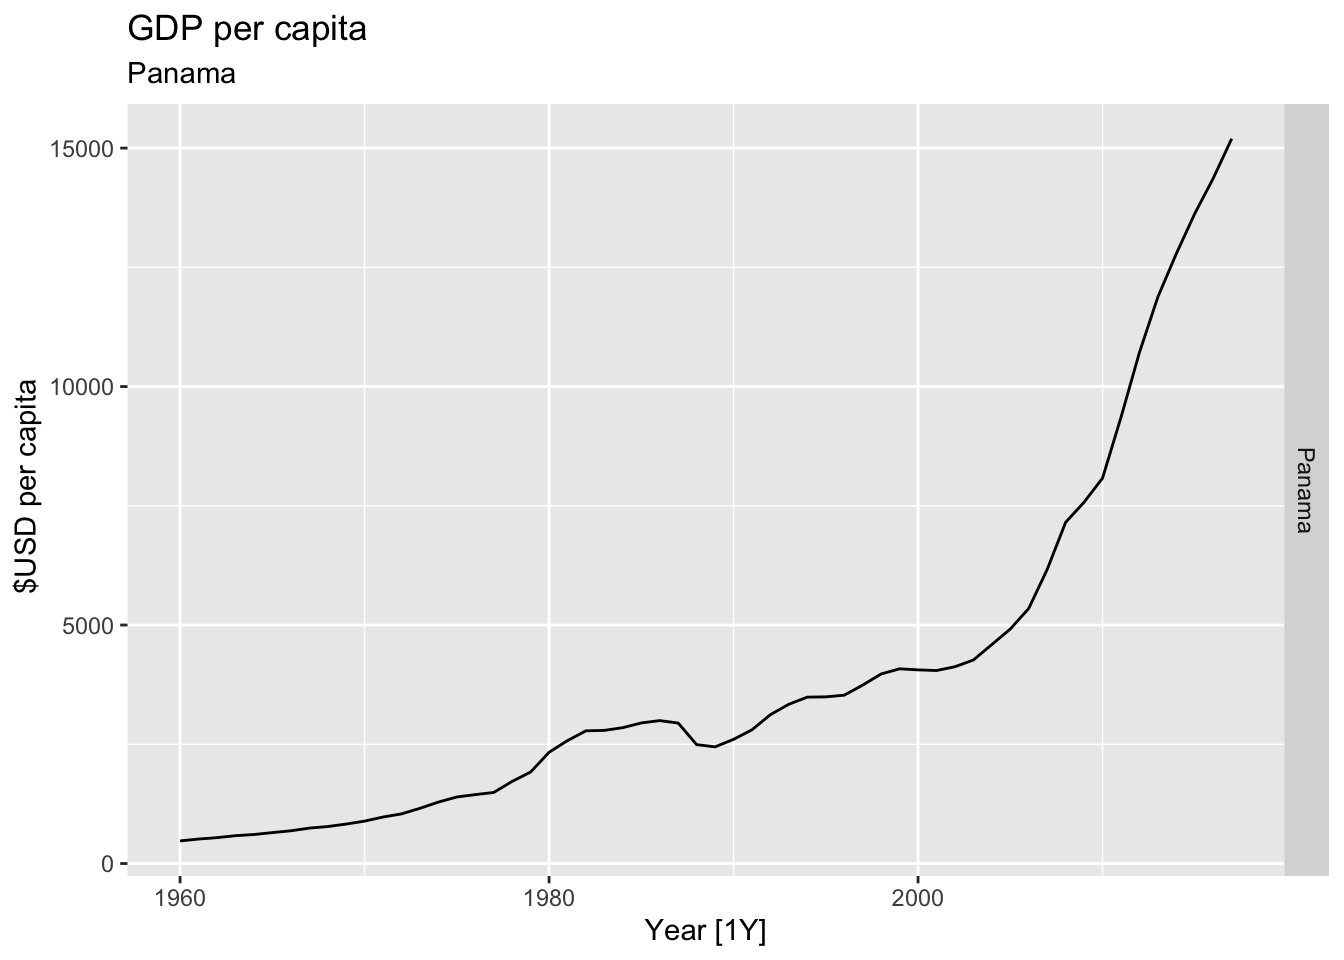 GDP per capita
Panama
15000
10000
5000
0
$USD per capita
Panama
1960
1980
2000
Year [1Y]